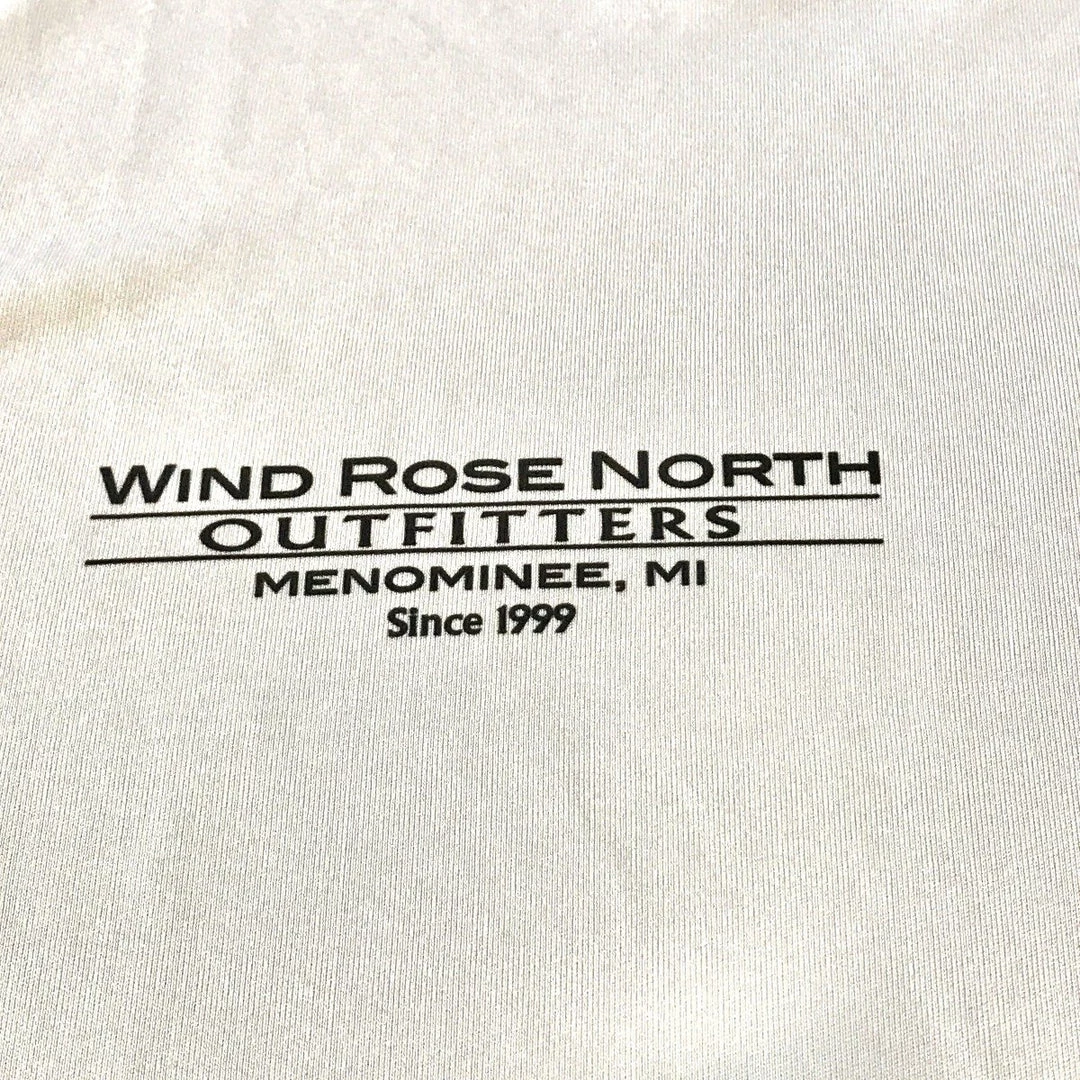 WIND ROSE NORTH
OUTFITTERS
MENOMINEE, MI
Since 1999